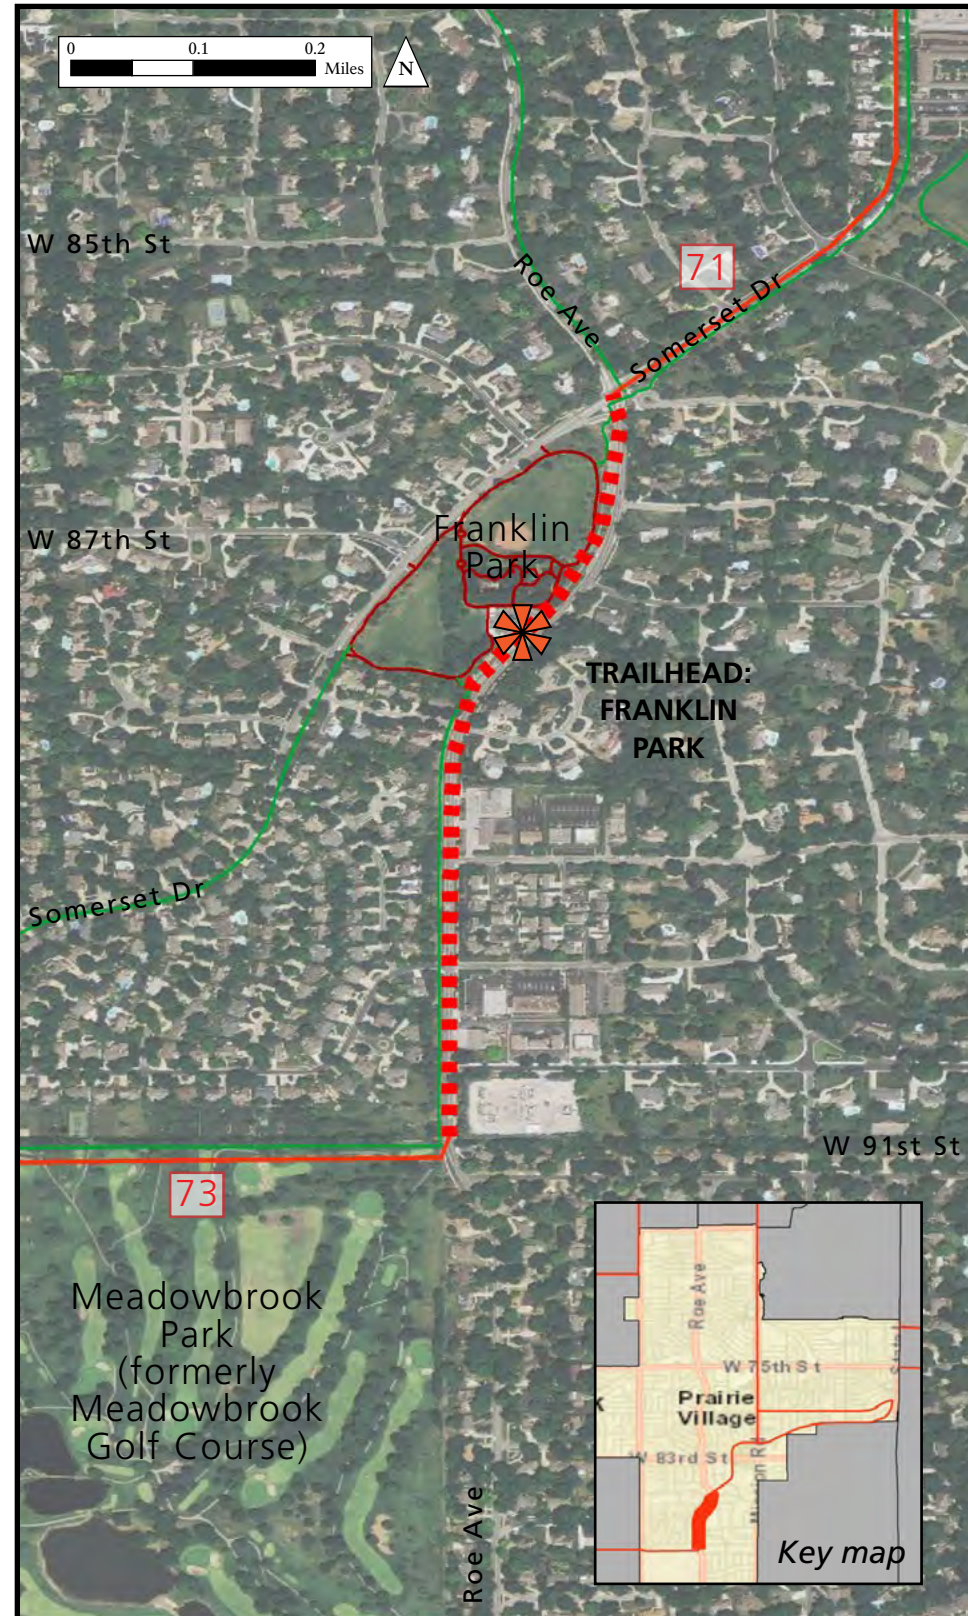 0 0.1 0.2
Miles
N
W 85th St
Roe Ave
71
Somerset Dr
W 87th St
Franklin
Park
TRAILHEAD:
FRANKLIN
PARK
Somerset Dr
W 91st St
73
Meadowbrook
Park
(formerly
Meadowbrook
Golf Course)
Roe Ave
Roe Ave
W 75th St
Prairie
Village
W 83rd St
Key map